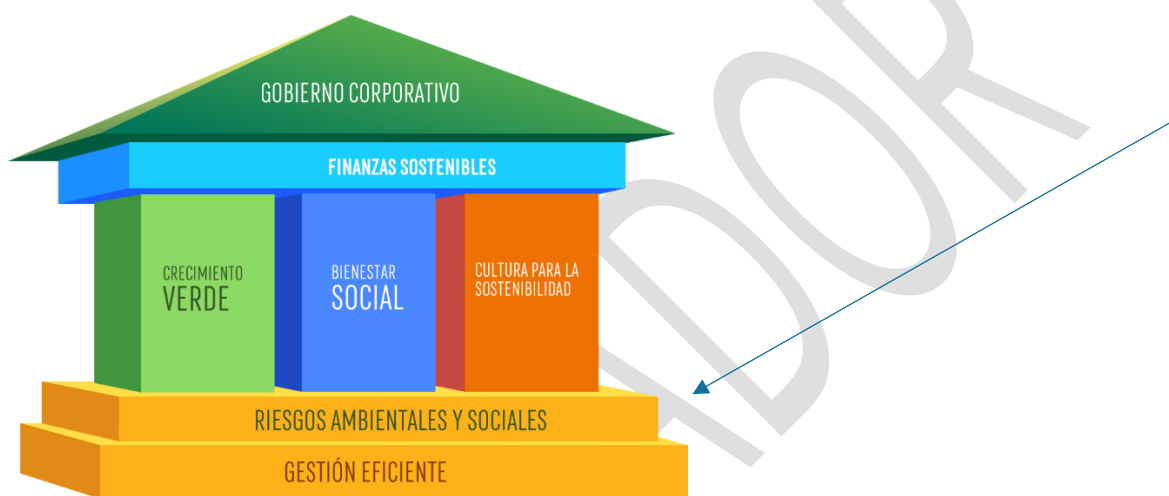 GOBIERNO CORPORATIVO
FINANZAS SOSTENIBLES
CRECIMIENTO
VERDE
BIENESTAR
SOCIAL
CULTURA PARA LA
SOSTENIBILIDAD
RIESGOS AMBIENTALES Y SOCIALES
GESTIÓN EFICIENTE